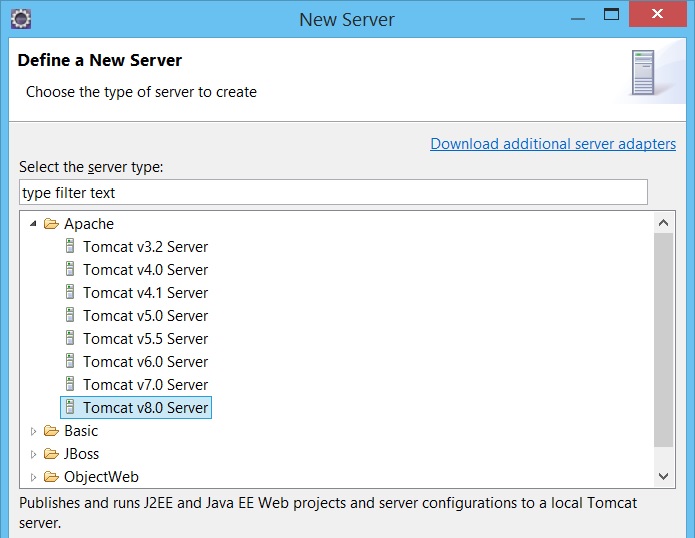 New Server
Define a New Server
Choose the type of server to create
Download additional server adapters
Select the server type:
type filter text
Apache
Tomcat v3.2 Server
Tomcat v4.0 Server
Tomcat v4.1 Server
Tomcat v5.0 Server
Tomcat v5.5 Server
Tomcat v6.0 Server
Tomcat v7.0 Server
Tomcat v8.0 Server
Basic
JBoss
ObjectWeb
Publishes and runs J2EE and Java EE Web projects and server configurations to a local Tomcat
server.